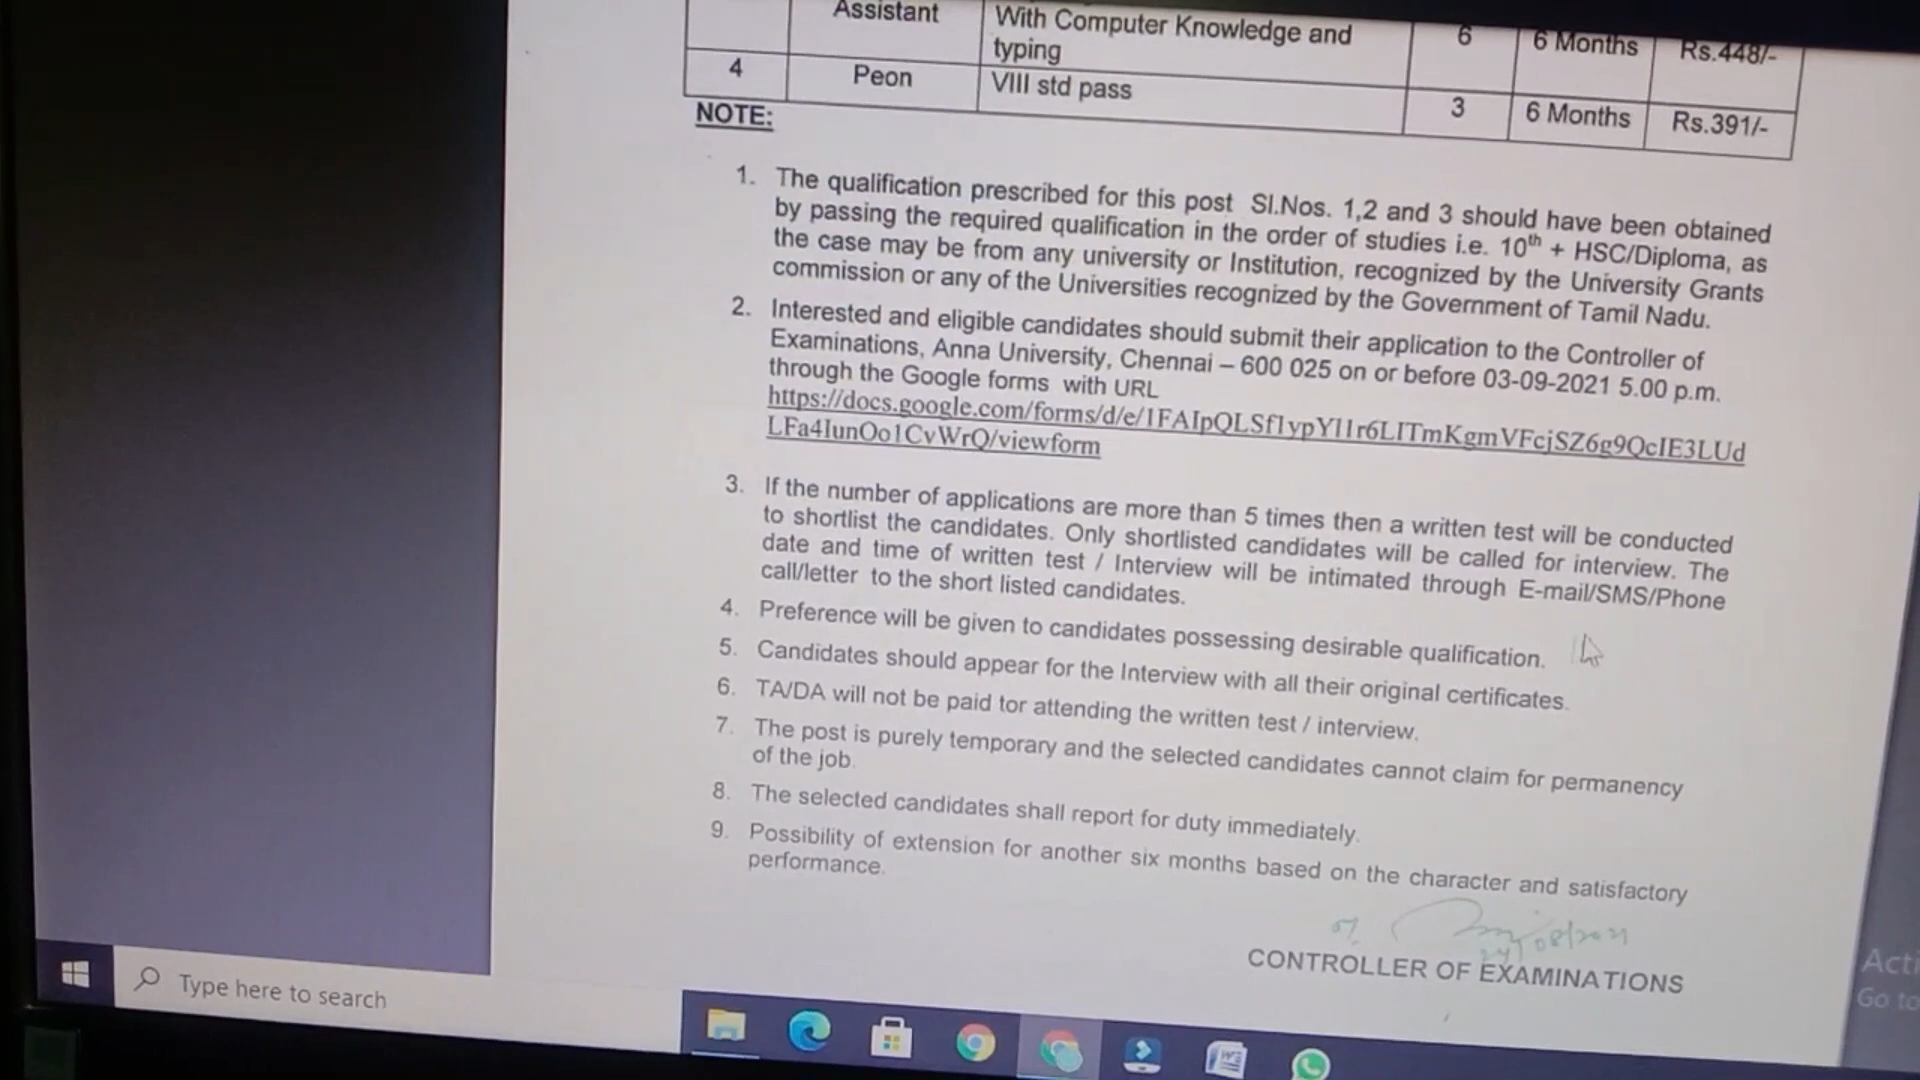 Assistant With Computer Knowledge and typing 6 6 Months Rs.448/-
4 Peon VIII std pass 3 6 Months Rs.391/-
NOTE:
1. The qualification prescribed for this post Sl.Nos. 1,2 and 3 should have been obtained
by passing the required qualification in the order of studies i.e. 10th + HSC/Diploma, as
the case may be from any university or Institution, recognized by the University Grants
commission or any of the Universities recognized by the Government of Tamil Nadu.
2. Interested and eligible candidates should submit their application to the Controller of
Examinations, Anna University, Chennai – 600 025 on or before 03-09-2021 5.00 p.m.
through the Google forms with URL
https://docs.google.com/forms/d/e/1FAIpQLSf1ypYl1r6LITmKgmVFcjSZ6g9QcIE3LUd
LFa4IunOo1CvWrQ/viewform
3. If the number of applications are more than 5 times then a written test will be conducted
to shortlist the candidates. Only shortlisted candidates will be called for interview. The
date and time of written test / Interview will be intimated through E-mail/SMS/Phone
call/letter to the short listed candidates.
4. Preference will be given to candidates possessing desirable qualification.
5. Candidates should appear for the Interview with all their original certificates.
6. TA/DA will not be paid tor attending the written test / interview.
7. The post is purely temporary and the selected candidates cannot claim for permanency
of the job.
8. The selected candidates shall report for duty immediately.
9. Possibility of extension for another six months based on the character and satisfactory
performance.
CONTROLLER OF EXAMINATIONS
Acti
Go to
Type here to search